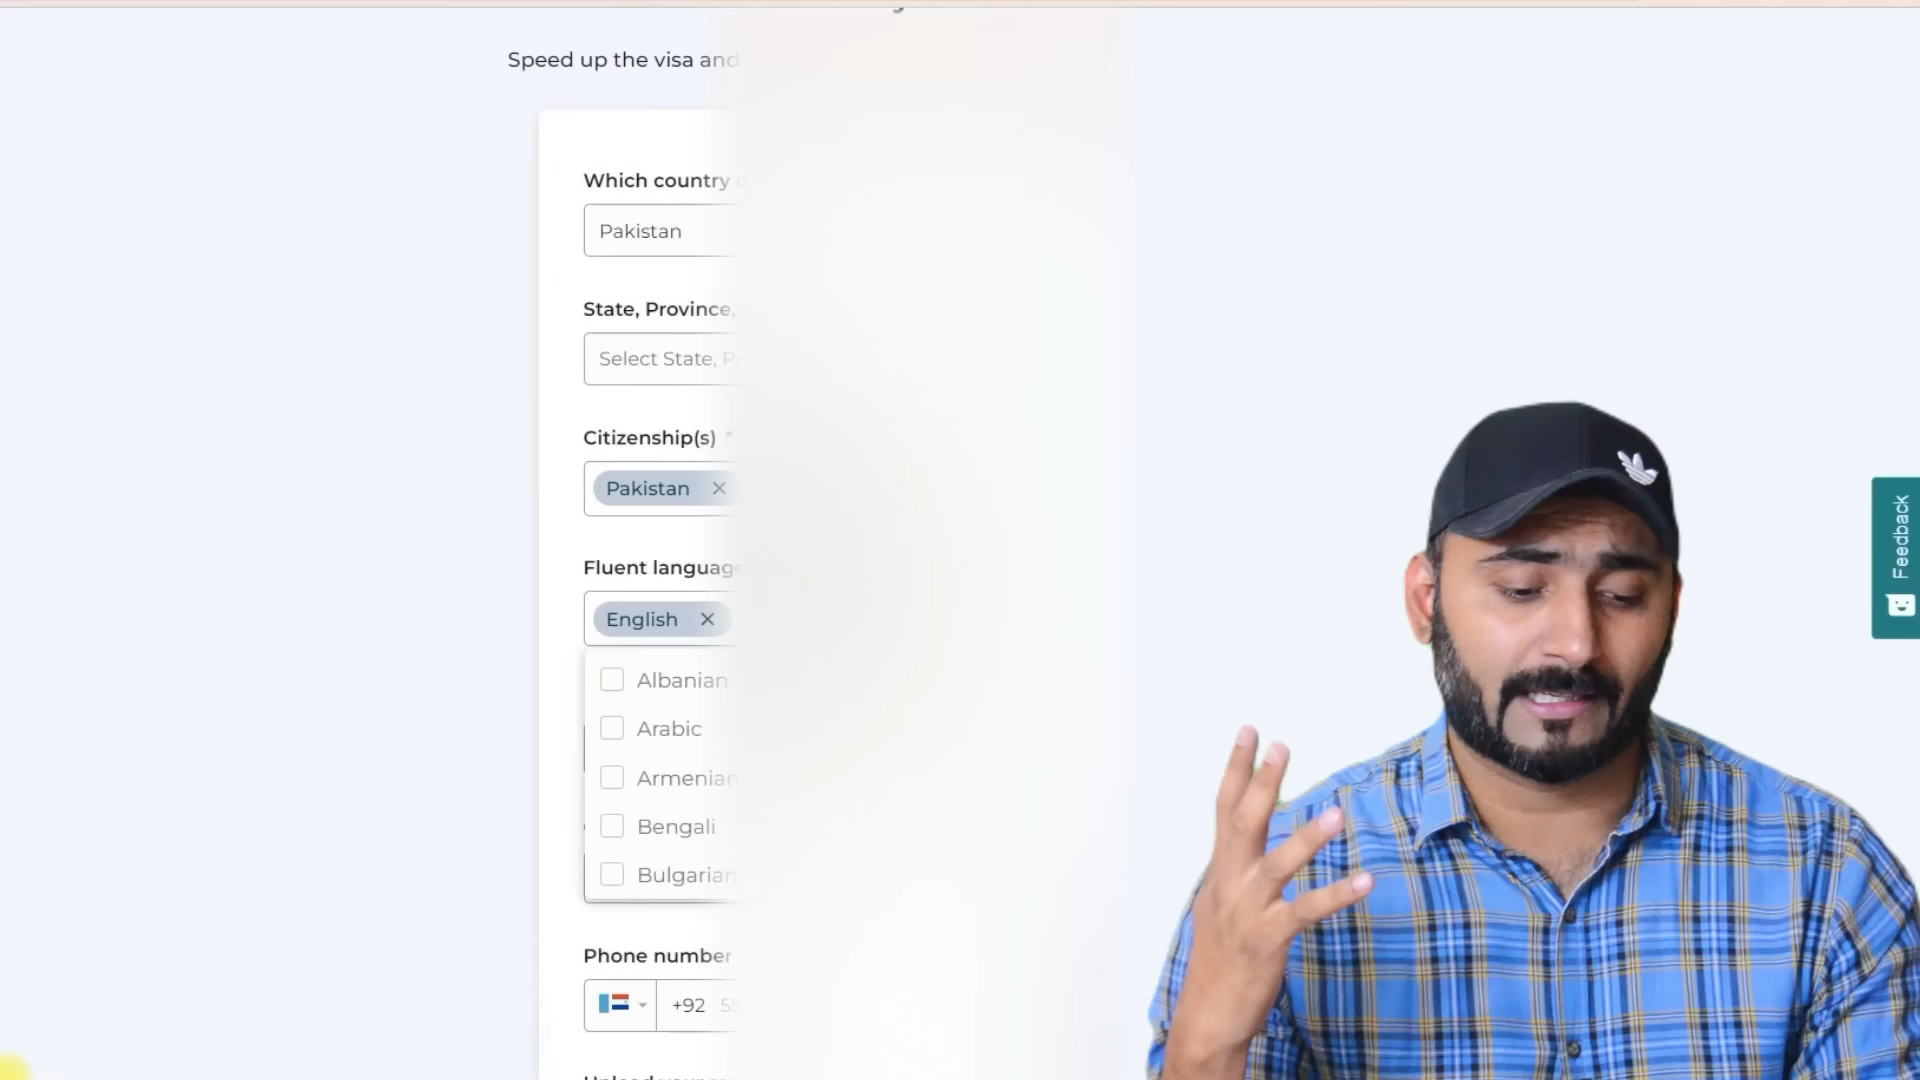 Speed up the visa and
Which country
Pakistan
State, Province,
Select State,
Citizenship(s) *
Pakistan ×
Fluent language
English ×
Albanian
Arabic
Armenian
Bengali
Bulgarian
Phone number
+92
Feedback